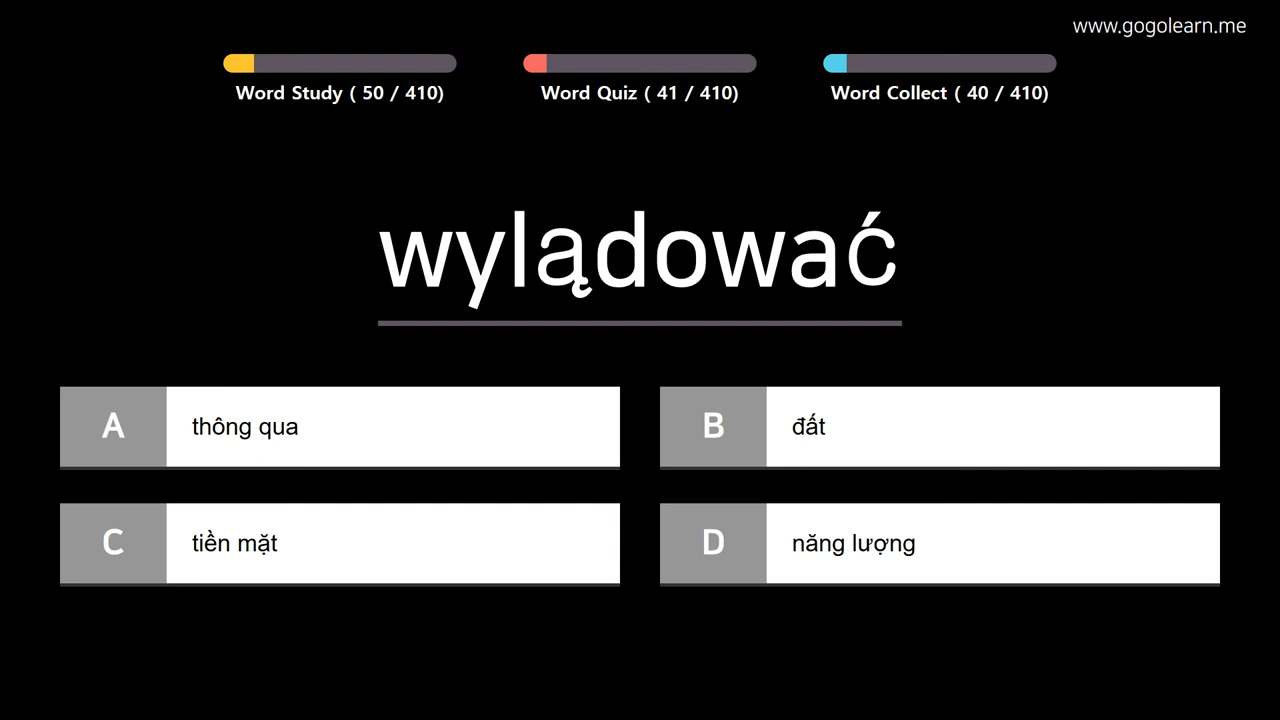 www.gogolearn.me
Word Study ( 50 / 410)
Word Quiz ( 41 / 410)
Word Collect ( 40 / 410)
wylądować
A thông qua
B đất
C tiền mặt
D năng lượng